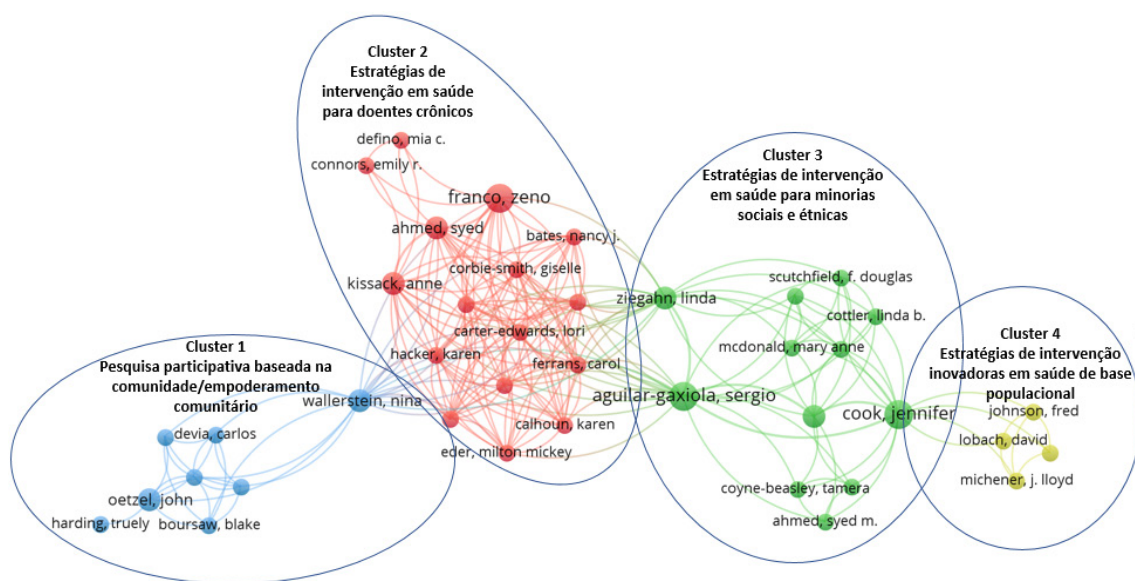 Cluster 2
Estratégias de
intervenção em saúde
para doentes crônicos
defino, mia c.
connors, emily r.
franco, zeno
ahmed, syed
bates, nancy j.
corbie-smith, giselle
kissack, anne
carter-edwards, lori
hacker, karen
ferrans, carol
calhoun, karen
eder, milton mickey
Cluster 1
Pesquisa participativa baseada na
comunidade/empoderamento
comunitário
wallerstein, nina
devia, carlos
oetzel, john
harding, truely
boursaw, blake
Cluster 3
Estratégias de intervenção
em saúde para minorias
sociais e étnicas
scutchfield, f. douglas
ziegahn, linda
cottler, linda b.
mcdonald, mary anne
aguilar-gaxiola, sergio
cook, jennifer
coyne-beasley, tamera
ahmed, syed m.
Cluster 4
Estratégias de intervenção
inovadoras em saúde de base
populacional
johnson, fred
lobach, david
michener, j. lloyd